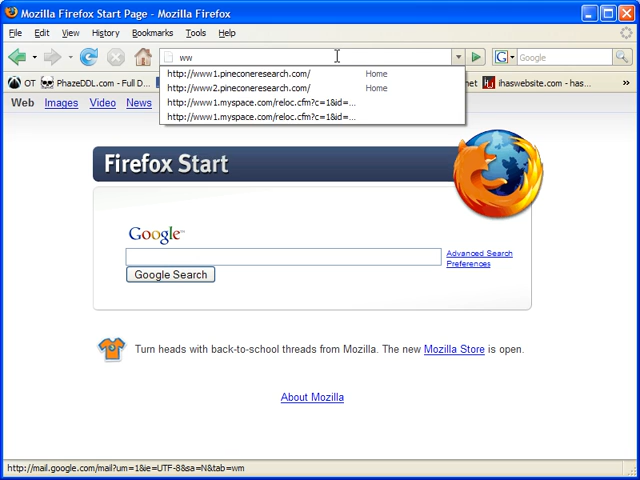 Mozilla Firefox Start Page - Mozilla Firefox
File Edit View History Bookmarks Tools Help
ww
G Google
http://www1.pineconeresearch.com/ Home
http://www2.pineconeresearch.com/ Home
http://www1.myspace.com/reloc.cfm?c=1&id=...
http://www1.myspace.com/reloc.cfm?c=1&id=...
OT PhazeDDL.com - Full D... net ihaswebsite.com - has...
Web Images Videos News
Firefox Start
Google™
Advanced Search
Preferences
Google Search
Turn heads with back-to-school threads from Mozilla. The new Mozilla Store is open.
About Mozilla
http://mail.google.com/mail?um=1&ie=UTF-8&sa=N&tab=wm